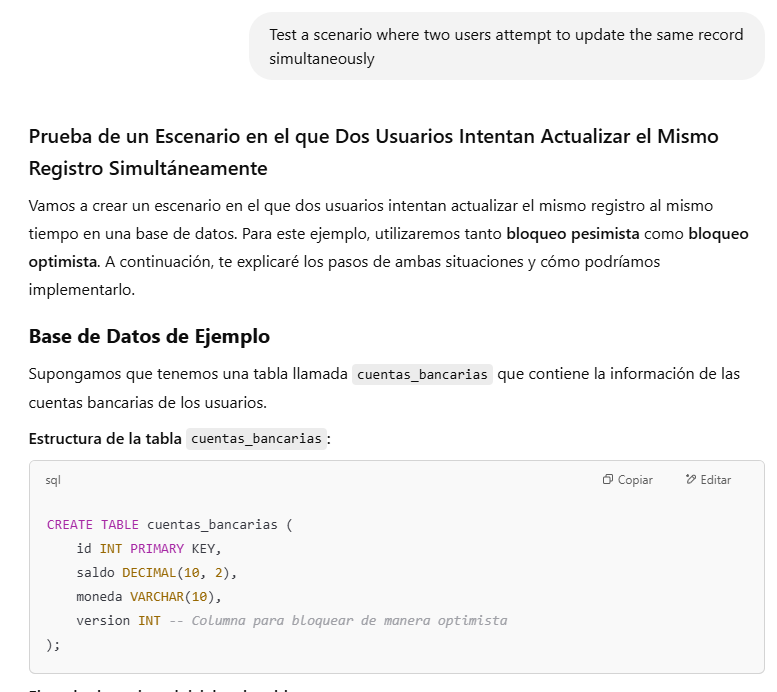 Test a scenario where two users attempt to update the same record
simultaneously
Prueba de un Escenario en el que Dos Usuarios Intentan Actualizar el Mismo
Registro Simultáneamente
Vamos a crear un escenario en el que dos usuarios intentan actualizar el mismo registro al mismo
tiempo en una base de datos. Para este ejemplo, utilizaremos tanto bloqueo pesimista como bloqueo
optimista. A continuación, te explicaré los pasos de ambas situaciones y cómo podríamos
implementarlo.
Base de Datos de Ejemplo
Supongamos que tenemos una tabla llamada cuentas_bancarias que contiene la información de las
cuentas bancarias de los usuarios.
Estructura de la tabla cuentas_bancarias:
sql Copiar Editar
CREATE TABLE cuentas_bancarias (
    id INT PRIMARY KEY,
    saldo DECIMAL(10, 2),
    moneda VARCHAR(10),
    version INT -- Columna para bloquear de manera optimista
);